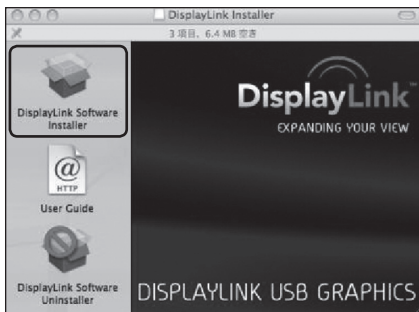 DisplayLink Installer
3 項目、6.4 MB 空き
DisplayLink Software
Installer
HTTP
User Guide
DisplayLink Software
Uninstaller
DisplayLink™
EXPANDING YOUR VIEW
DISPLAYLINK USB GRAPHICS